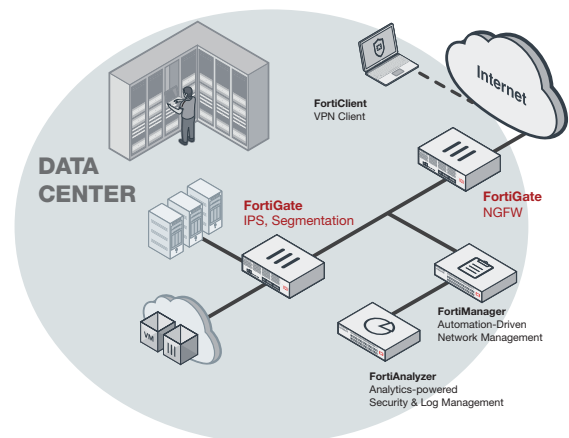 Internet
FortiClient
VPN Client
DATA
CENTER
FortiGate
IPS, Segmentation
FortiGate
NGFW
VM
FortiManager
Automation-Driven
Network Management
FortiAnalyzer
Analytics-powered
Security & Log Management